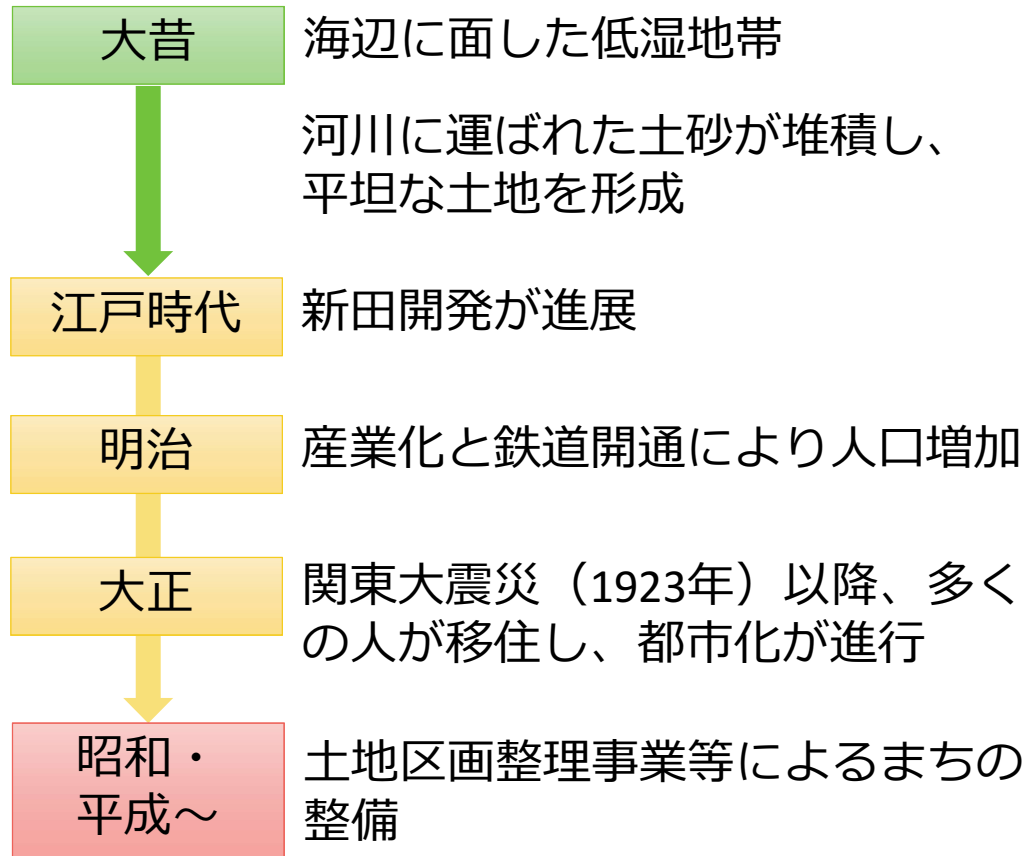 大昔
海辺に面した低湿地帯
河川に運ばれた土砂が堆積し、
平坦な土地を形成
江戸時代
新田開発が進展
明治
産業化と鉄道開通により人口増加
大正
関東大震災（1923年）以降、多く
の人が移住し、都市化が進行
昭和・
平成～
土地区画整理事業等によるまちの
整備